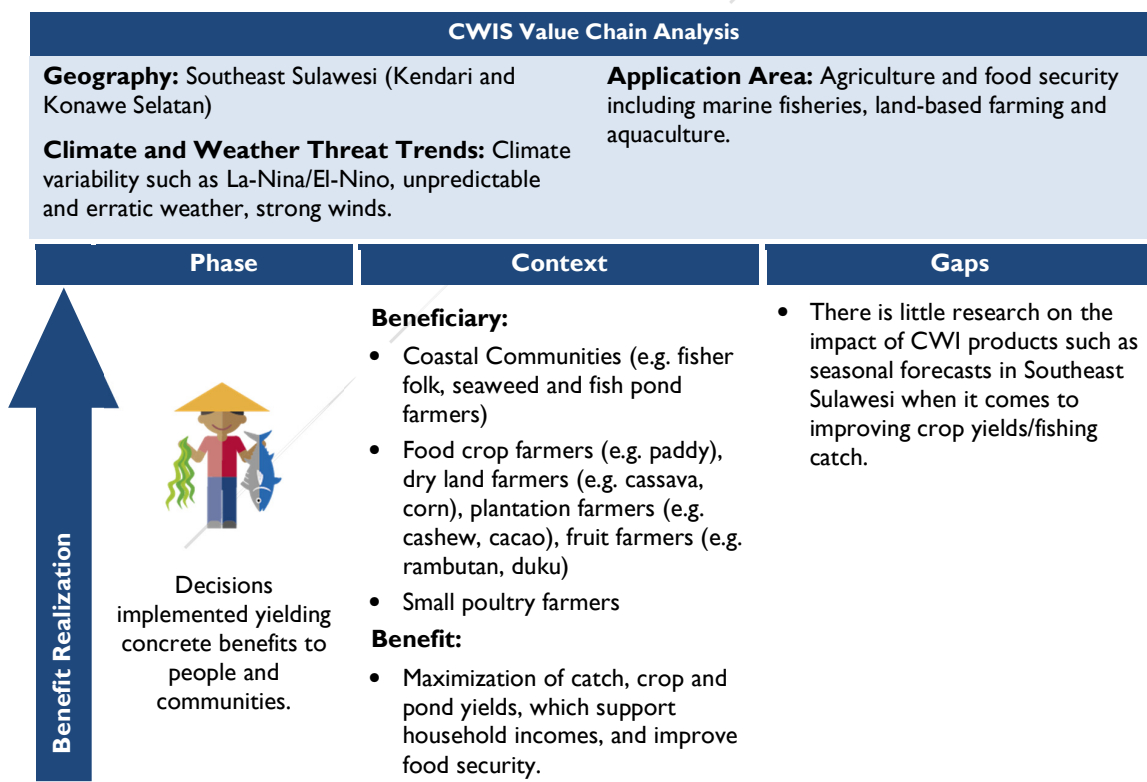 CWIS Value Chain Analysis
Geography: Southeast Sulawesi (Kendari and
Konawe Selatan)
Climate and Weather Threat Trends: Climate
variability such as La-Nina/El-Nino, unpredictable
and erratic weather, strong winds.
Application Area: Agriculture and food security
including marine fisheries, land-based farming and
aquaculture.
Phase
Context
Gaps
Benefit Realization
Decisions
implemented yielding
concrete benefits to
people and
communities.
Beneficiary:
• Coastal Communities (e.g. fisher
folk, seaweed and fish pond
farmers)
• Food crop farmers (e.g. paddy),
dry land farmers (e.g. cassava,
corn), plantation farmers (e.g.
cashew, cacao), fruit farmers (e.g.
rambutan, duku)
• Small poultry farmers
Benefit:
• Maximization of catch, crop and
pond yields, which support
household incomes, and improve
food security.
• There is little research on the
impact of CWI products such as
seasonal forecasts in Southeast
Sulawesi when it comes to
improving crop yields/fishing
catch.